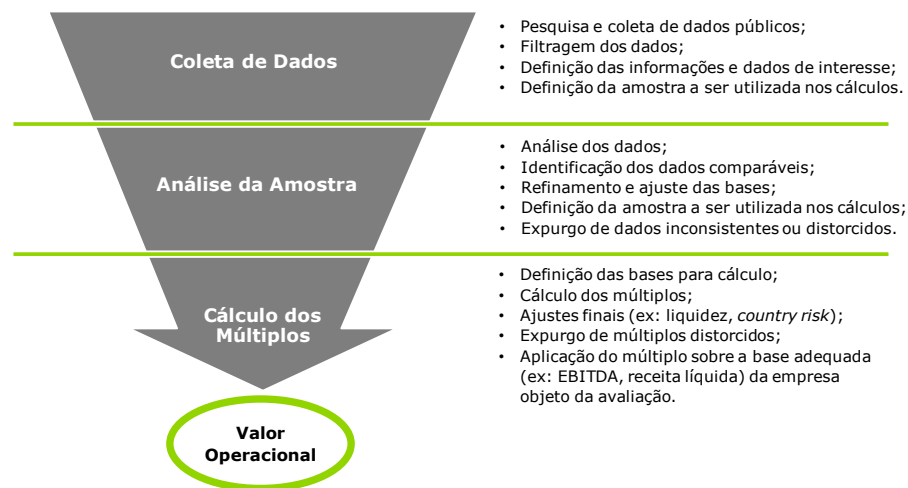 Coleta de Dados
• Pesquisa e coleta de dados públicos;
• Filtragem dos dados;
• Definição das informações e dados de interesse;
• Definição da amostra a ser utilizada nos cálculos.
Análise da Amostra
• Análise dos dados;
• Identificação dos dados comparáveis;
• Refinamento e ajuste das bases;
• Definição da amostra a ser utilizada nos cálculos;
• Expurgo de dados inconsistentes ou distorcidos.
Cálculo dos
Múltiplos
• Definição das bases para cálculo;
• Cálculo dos múltiplos;
• Ajustes finais (ex: liquidez, country risk);
• Expurgo de múltiplos distorcidos;
• Aplicação do múltiplo sobre a base adequada
(ex: EBITDA, receita líquida) da empresa
objeto da avaliação.
Valor
Operacional